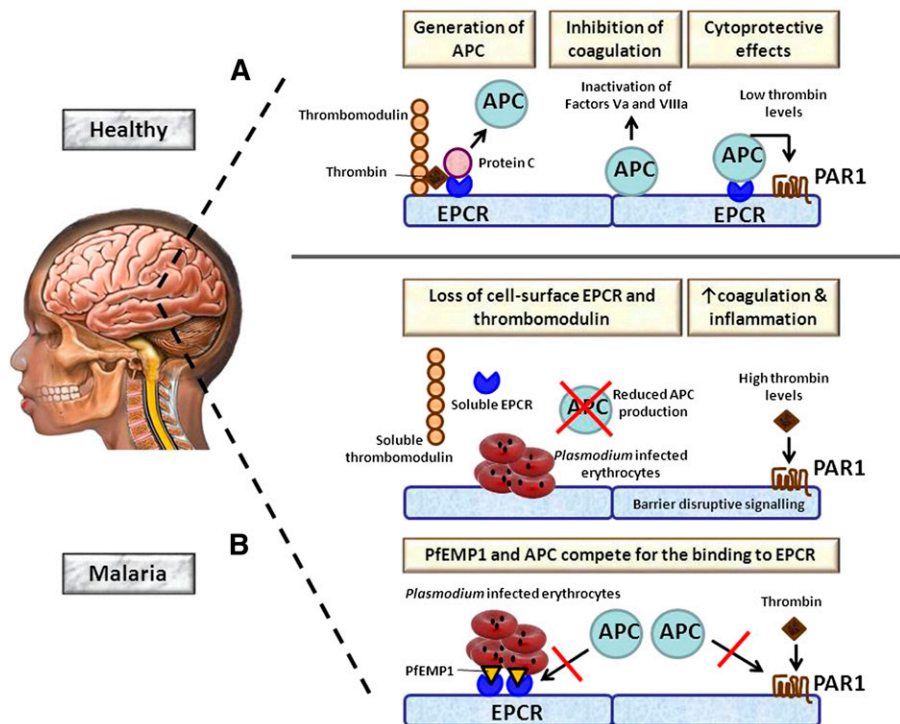 Generation of
APC
Inhibition of
coagulation
Cytoprotective
effects
A
Healthy
Thrombomodulin
Thrombin
APC
Protein C
EPCR
Inactivation of
Factors Va and VIIIa
APC
Low thrombin
levels
APC
PAR1
EPCR
Loss of cell-surface EPCR and
thrombomodulin
↑coagulation &
inflammation
Soluble EPCR
Soluble
thrombomodulin
APC
Reduced APC
production
Plasmodium infected
erythrocytes
High thrombin
levels
PAR1
Barrier disruptive signalling
B
Malaria
PfEMP1 and APC compete for the binding to EPCR
Plasmodium infected erythrocytes
PfEMP1
APC
APC
Thrombin
PAR1
EPCR